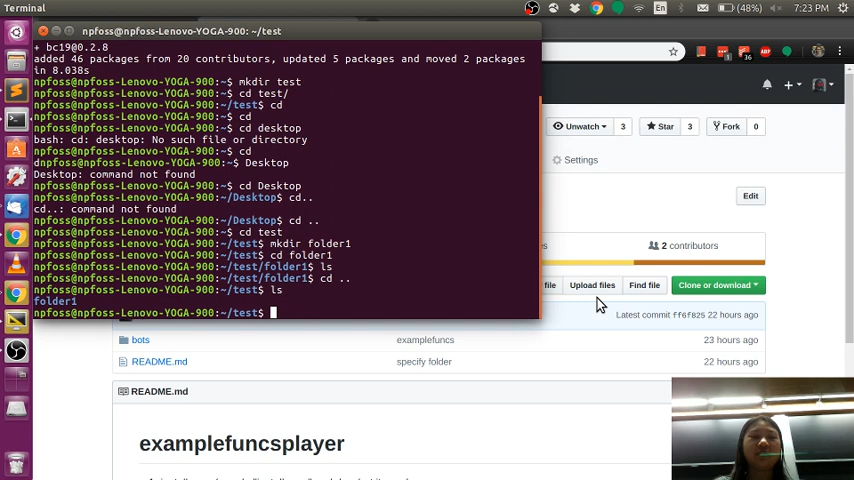 Terminal
En
(48%)
7:23 PM
npfoss@npfoss-Lenovo-YOGA-900: ~/test
+ bc19@0.2.8
added 46 packages from 20 contributors, updated 5 packages and moved 2 packages
in 8.038s
npfoss@npfoss-Lenovo-YOGA-900:~$ mkdir test
npfoss@npfoss-Lenovo-YOGA-900:~$ cd test/
npfoss@npfoss-Lenovo-YOGA-900:~/test$ cd
npfoss@npfoss-Lenovo-YOGA-900:~$ cd
npfoss@npfoss-Lenovo-YOGA-900:~$ cd desktop
bash: cd: desktop: No such file or directory
npfoss@npfoss-Lenovo-YOGA-900:~$ cd
dnpfoss@npfoss-Lenovo-YOGA-900:~$ Desktop
Desktop: command not found
npfoss@npfoss-Lenovo-YOGA-900:~$ cd Desktop
npfoss@npfoss-Lenovo-YOGA-900:~/Desktop$ cd..
cd..: command not found
npfoss@npfoss-Lenovo-YOGA-900:~/Desktop$ cd ..
npfoss@npfoss-Lenovo-YOGA-900:~$ cd test
npfoss@npfoss-Lenovo-YOGA-900:~/test$ mkdir folder1
npfoss@npfoss-Lenovo-YOGA-900:~/test$ cd folder1
npfoss@npfoss-Lenovo-YOGA-900:~/test/folder1$ ls
npfoss@npfoss-Lenovo-YOGA-900:~/test/folder1$ cd ..
npfoss@npfoss-Lenovo-YOGA-900:~/test$ ls
folder1
npfoss@npfoss-Lenovo-YOGA-900:~/test$
Unwatch 3
Star 3
Fork 0
Settings
Edit
2 contributors
file
Upload files
Find file
Clone or download
Latest commit ff6f825 22 hours ago
bots examplefuncs 23 hours ago
README.md specify folder 22 hours ago
README.md
examplefuncsplayer